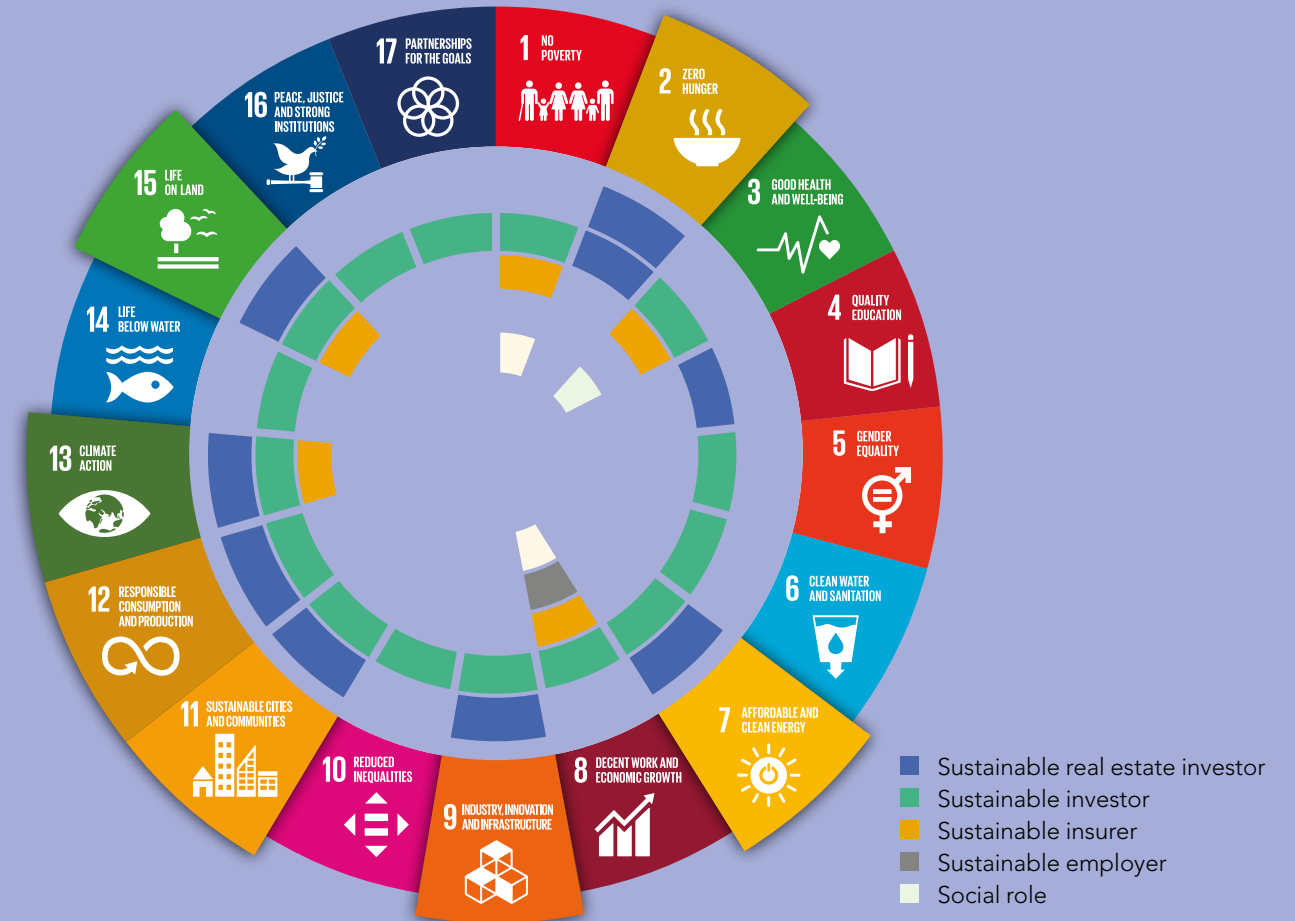 1 NO
POVERTY
2 ZERO
HUNGER
3 GOOD HEALTH
AND WELL-BEING
4 QUALITY
EDUCATION
5 GENDER
EQUALITY
6 CLEAN WATER
AND SANITATION
7 AFFORDABLE AND
CLEAN ENERGY
8 DECENT WORK AND
ECONOMIC GROWTH
9 INDUSTRY, INNOVATION
AND INFRASTRUCTURE
10 REDUCED
INEQUALITIES
11 SUSTAINABLE CITIES
AND COMMUNITIES
12 RESPONSIBLE
CONSUMPTION
AND PRODUCTION
13 CLIMATE
ACTION
14 LIFE
BELOW WATER
15 LIFE
ON LAND
16 PEACE, JUSTICE
AND STRONG
INSTITUTIONS
17 PARTNERSHIPS
FOR THE GOALS
Sustainable real estate investor
Sustainable investor
Sustainable insurer
Sustainable employer
Social role